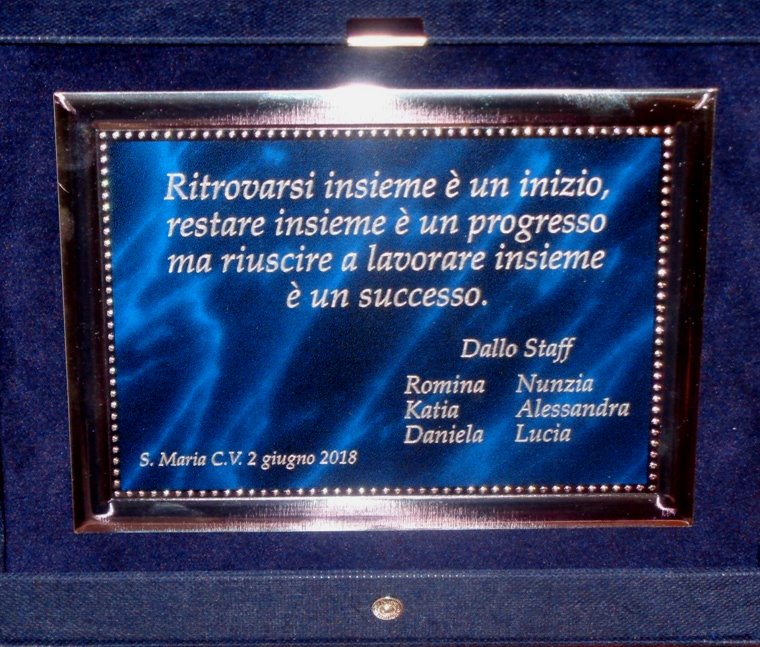 Ritrovarsi insieme è un inizio,
restare insieme è un progresso
ma riuscire a lavorare insieme
è un successo.
Dallo Staff
Romina Nunzia
Katia Alessandra
Daniela Lucia
S. Maria C.V. 2 giugno 2018